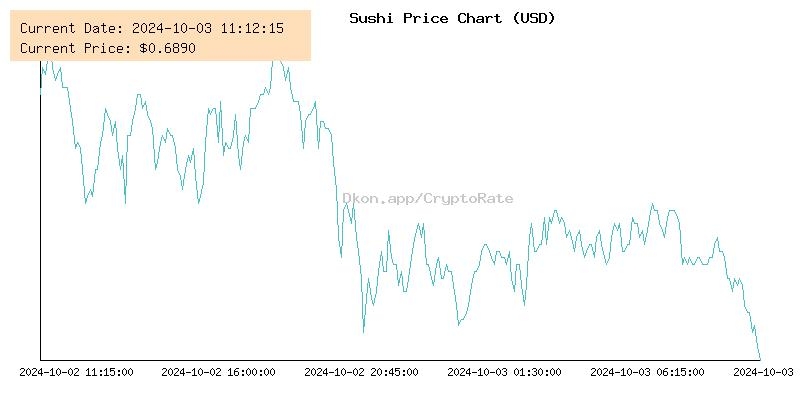 Sushi Price Chart (USD)
Current Date: 2024-10-03 11:12:15
Current Price: $0.6890
Dkon.app/CryptoRate
2024-10-02 11:15:00 2024-10-02 16:00:00 2024-10-02 20:45:00 2024-10-03 01:30:00 2024-10-03 06:15:00 2024-10-03